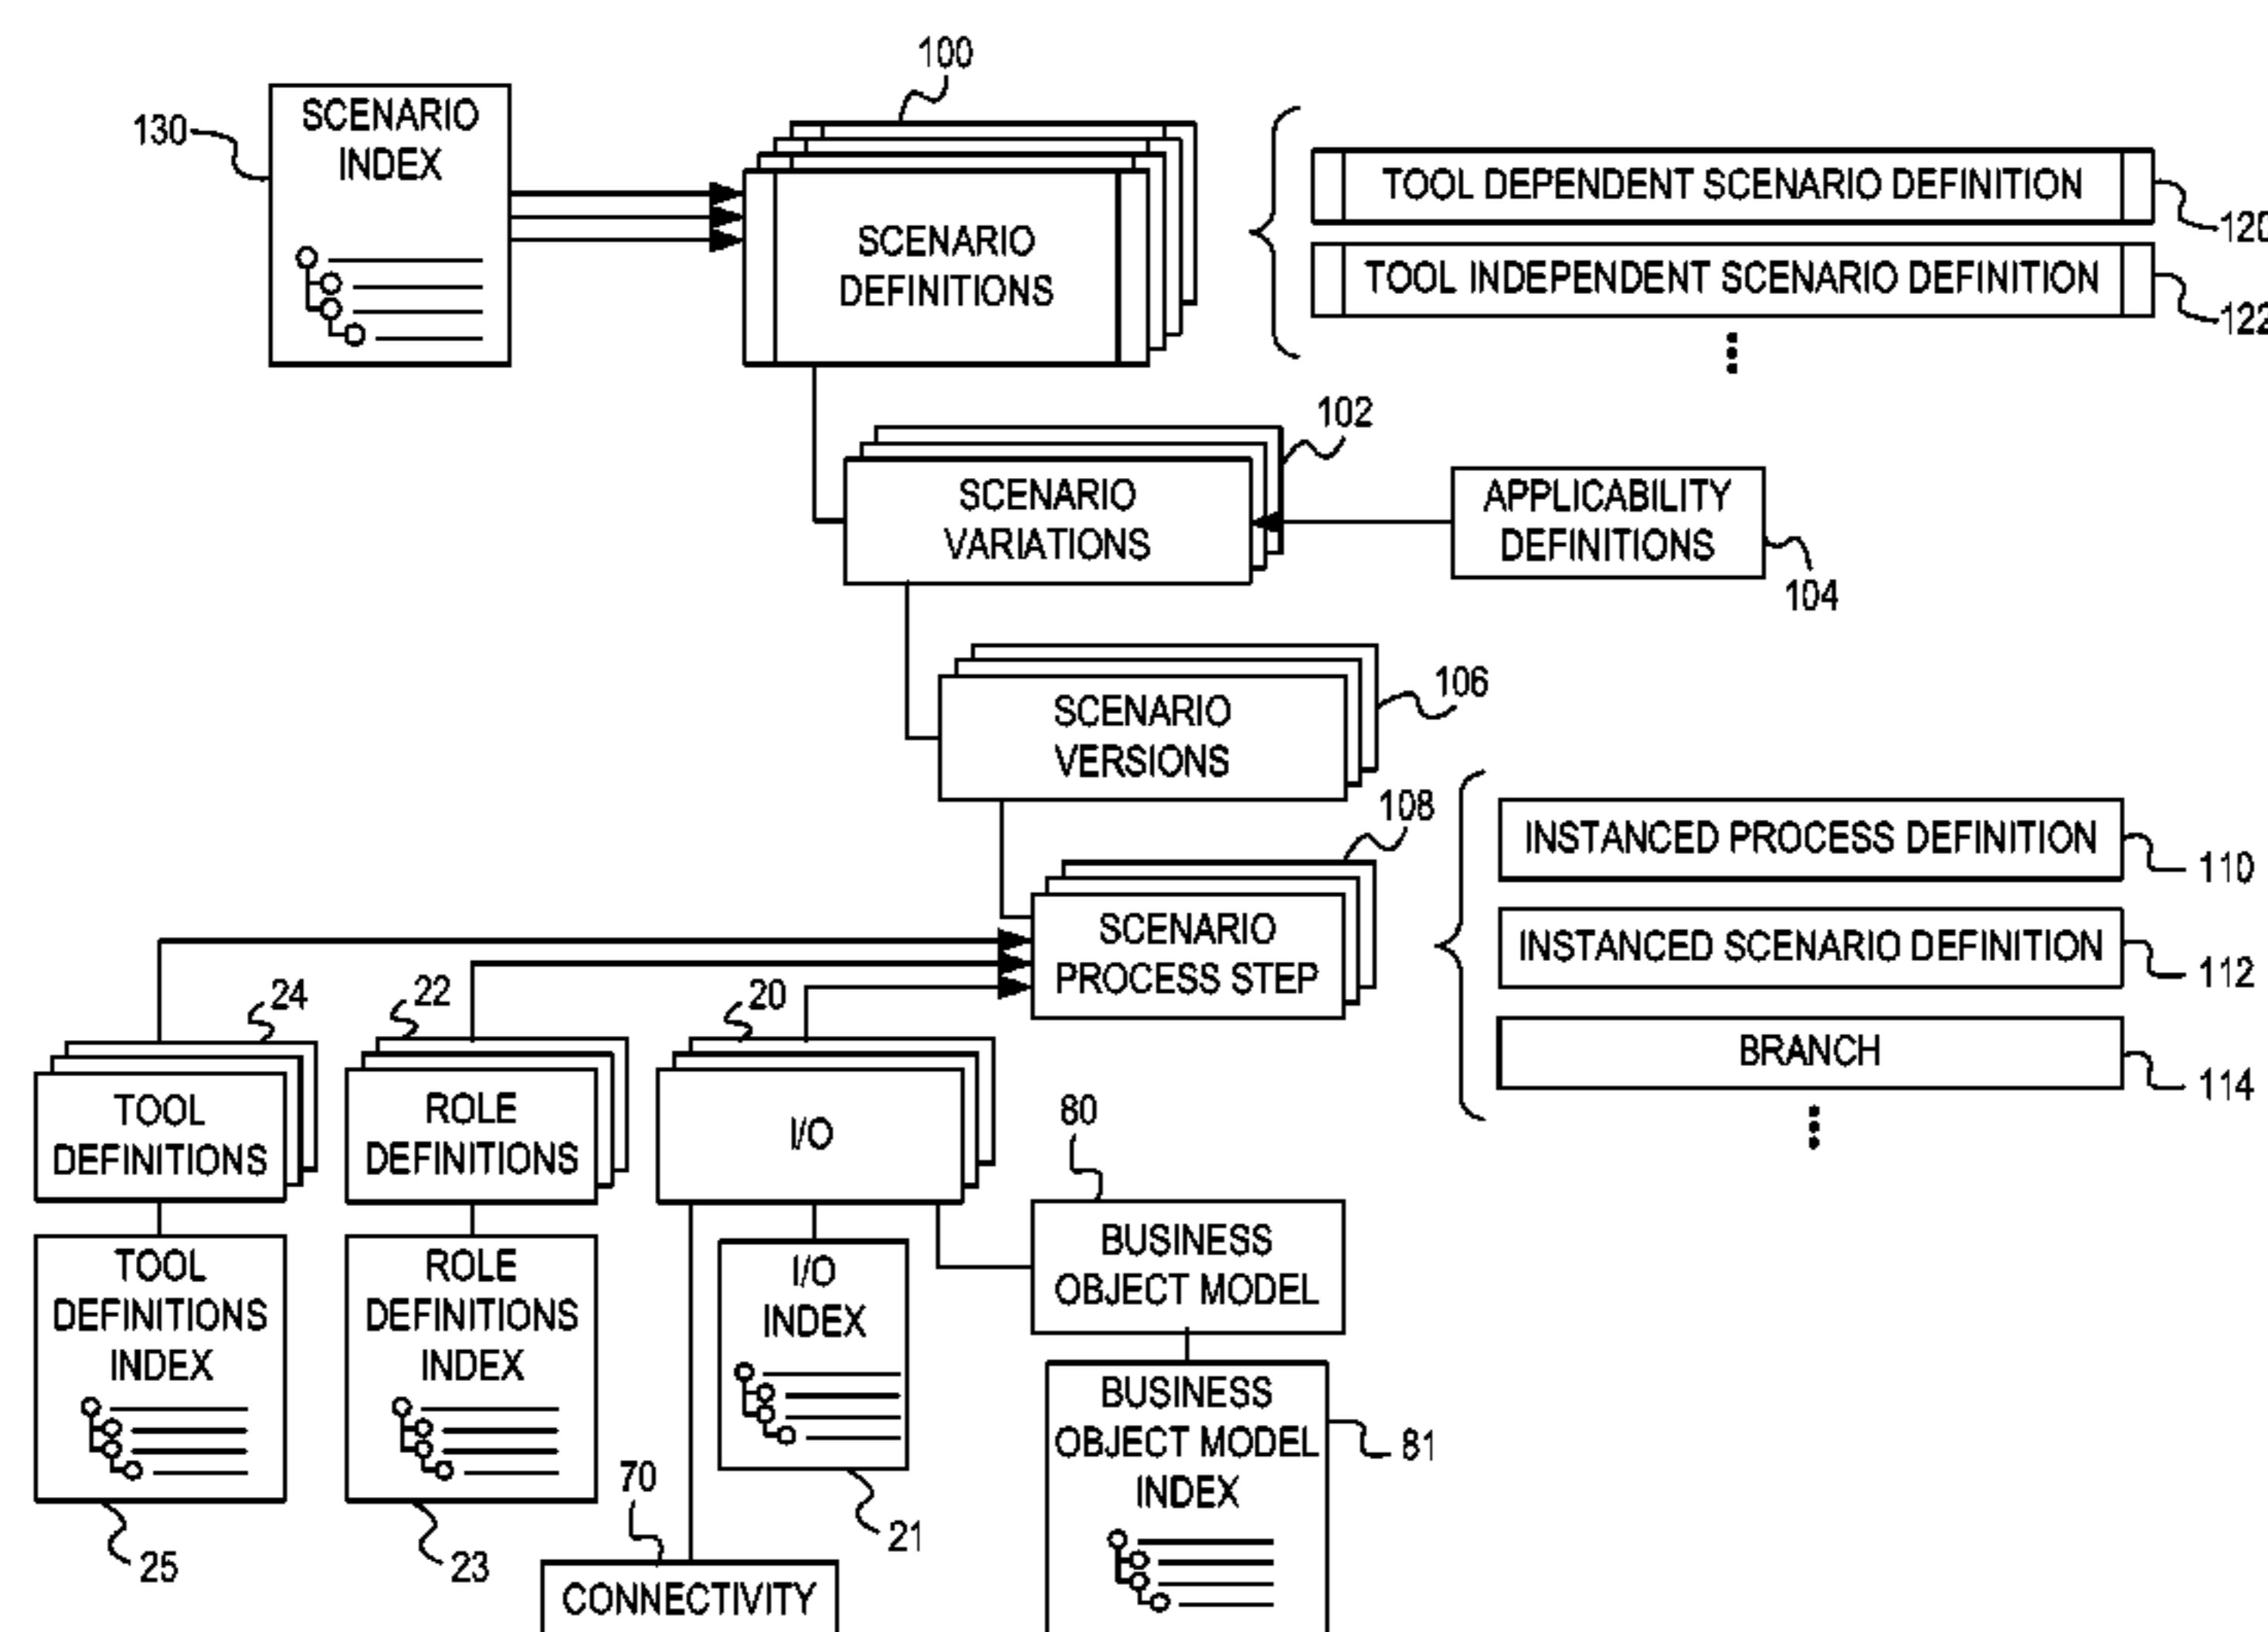 100
SCENARIO
INDEX
130
SCENARIO
DEFINITIONS
TOOL DEPENDENT SCENARIO DEFINITION
120
TOOL INDEPENDENT SCENARIO DEFINITION
122
102
SCENARIO
VARIATIONS
APPLICABILITY
DEFINITIONS
104
106
SCENARIO
VERSIONS
108
INSTANCED PROCESS DEFINITION
110
SCENARIO
PROCESS STEP
INSTANCED SCENARIO DEFINITION
112
BRANCH
114
24
22
20
TOOL
DEFINITIONS
ROLE
DEFINITIONS
I/O
80
BUSINESS
OBJECT MODEL
TOOL
DEFINITIONS
INDEX
ROLE
DEFINITIONS
INDEX
I/O
INDEX
BUSINESS
OBJECT MODEL
INDEX
81
70
21
25
23
CONNECTIVITY